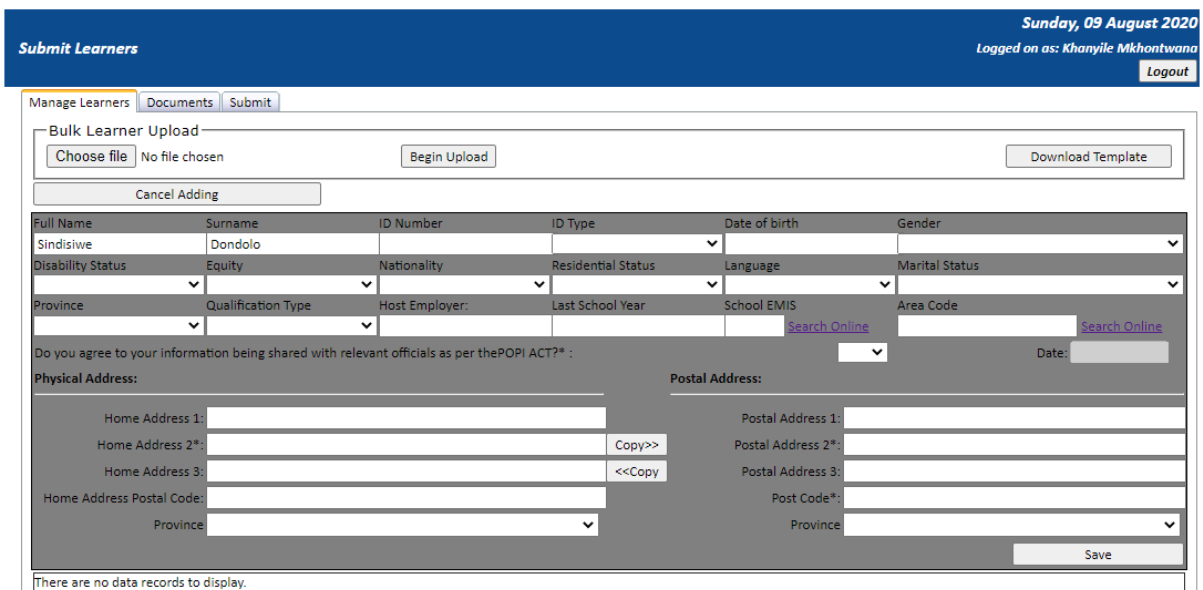 Sunday, 09 August 2020
Submit Learners
Logged on as: Khanyile Mkhontwana
Logout
Manage Learners Documents Submit
Bulk Learner Upload
Choose file No file chosen Begin Upload Download Template
Cancel Adding
Full Name Surname ID Number ID Type Date of birth Gender
Sindisiwe Dondolo
Disability Status Equity Nationality Residential Status Language Marital Status
Province Qualification Type Host Employer: Last School Year School EMIS Area Code
Search Online Search Online
Do you agree to your information being shared with relevant officials as per thePOPI ACT?* : Date:
Physical Address: Postal Address:
Home Address 1: Postal Address 1:
Home Address 2*: Copy>> Postal Address 2*:
Home Address 3: <<Copy Postal Address 3:
Home Address Postal Code: Post Code*:
Province Province
Save
There are no data records to display.